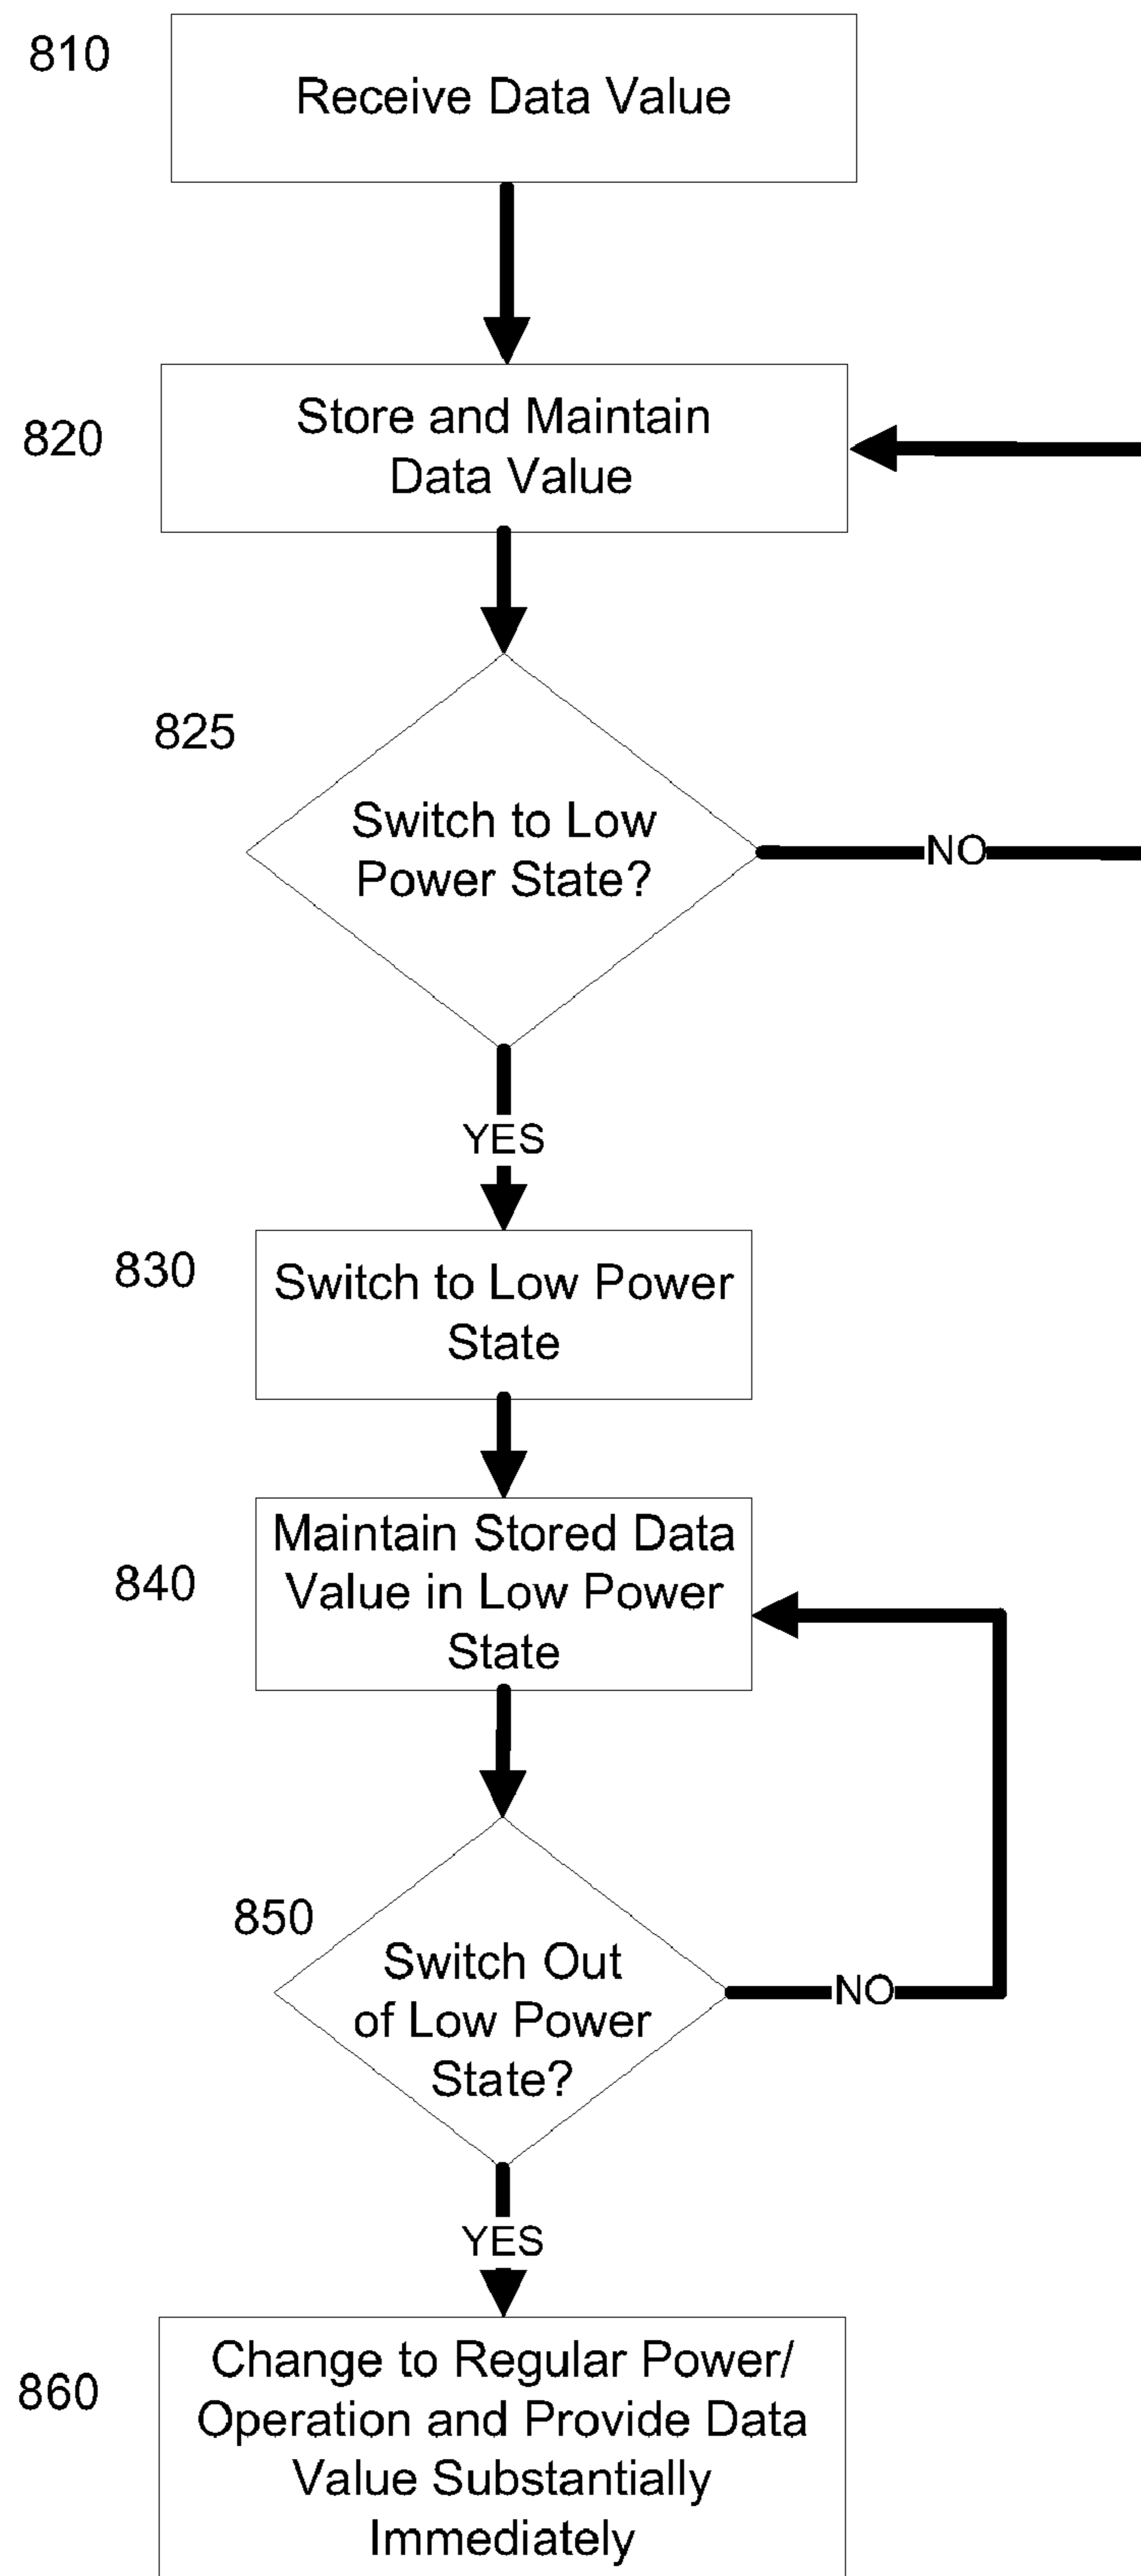 810
Receive Data Value
820
Store and Maintain
Data Value
825
Switch to Low
Power State?
NO
YES
830
Switch to Low Power
State
840
Maintain Stored Data
Value in Low Power
State
850
Switch Out
of Low Power
State?
NO
YES
860
Change to Regular Power/
Operation and Provide Data
Value Substantially
Immediately